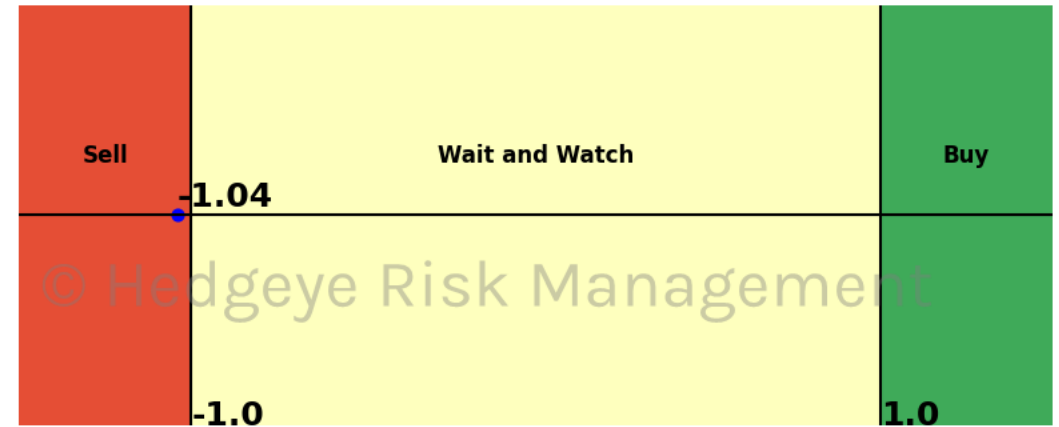 Sell
Wait and Watch
Buy
-1.04
© Hedgeye Risk Management
-1.0
1.0